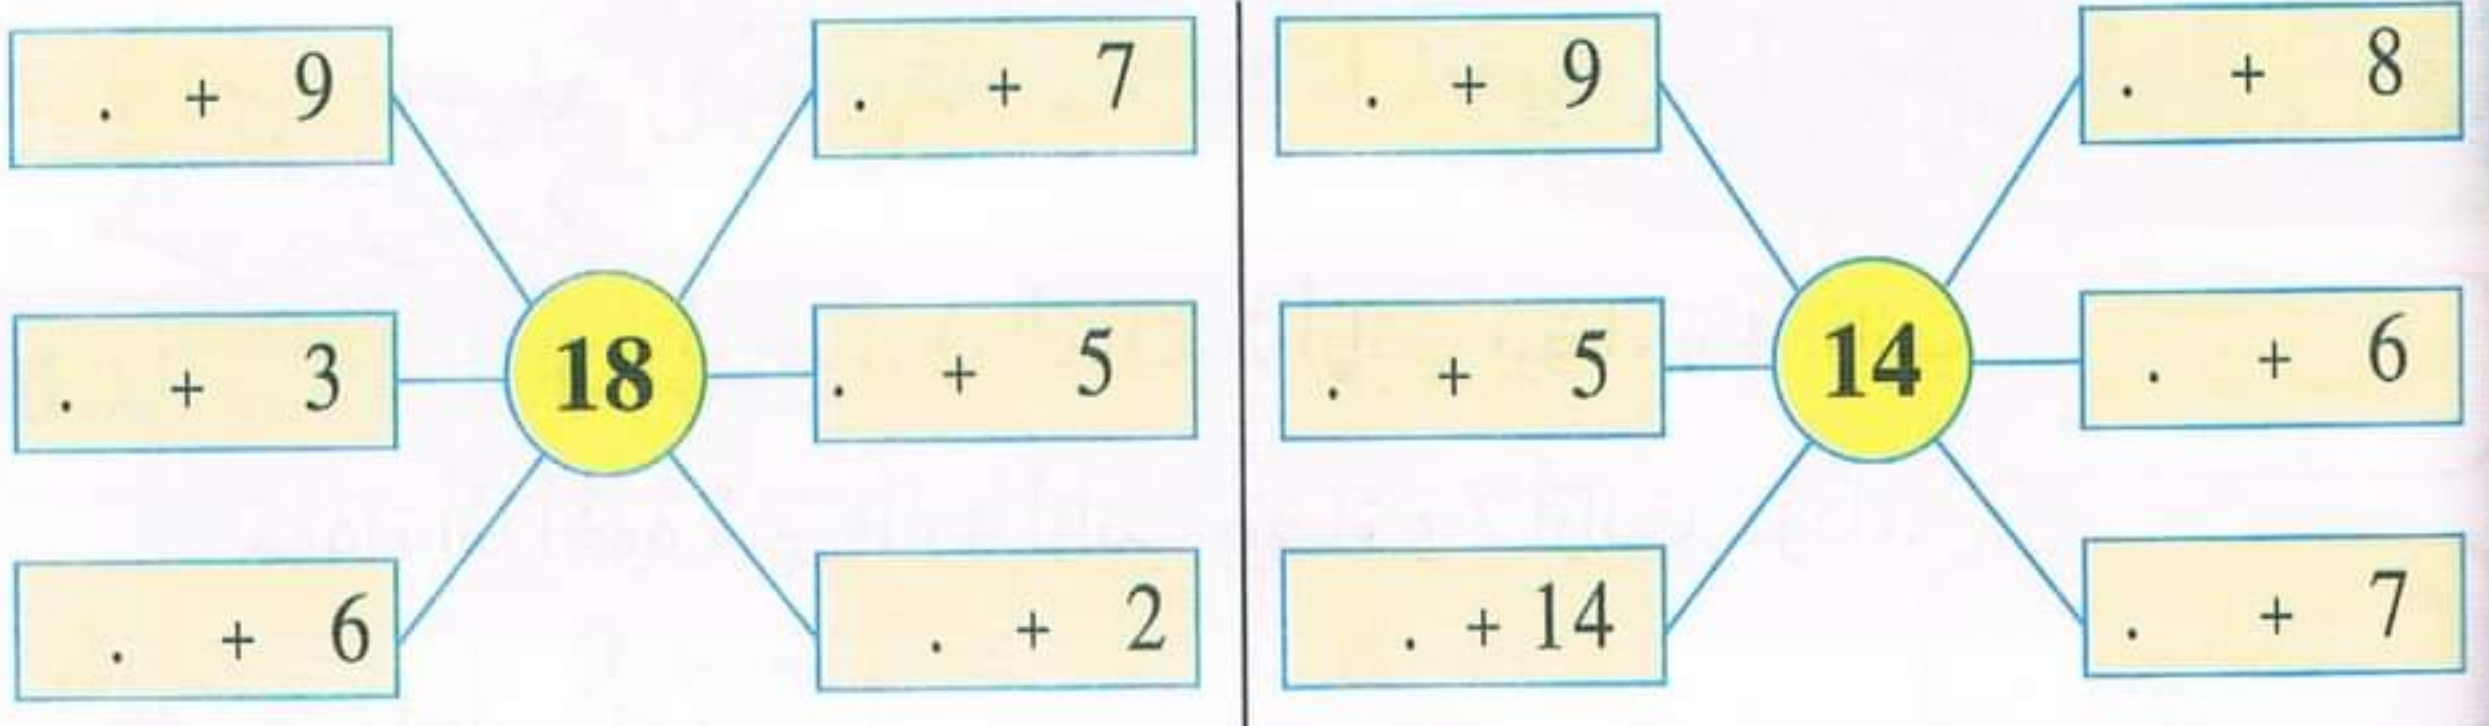 . + 9
. + 7
. + 3
18
. + 5
. + 6
. + 2
. + 9
. + 8
. + 5
14
. + 6
. + 14
. + 7